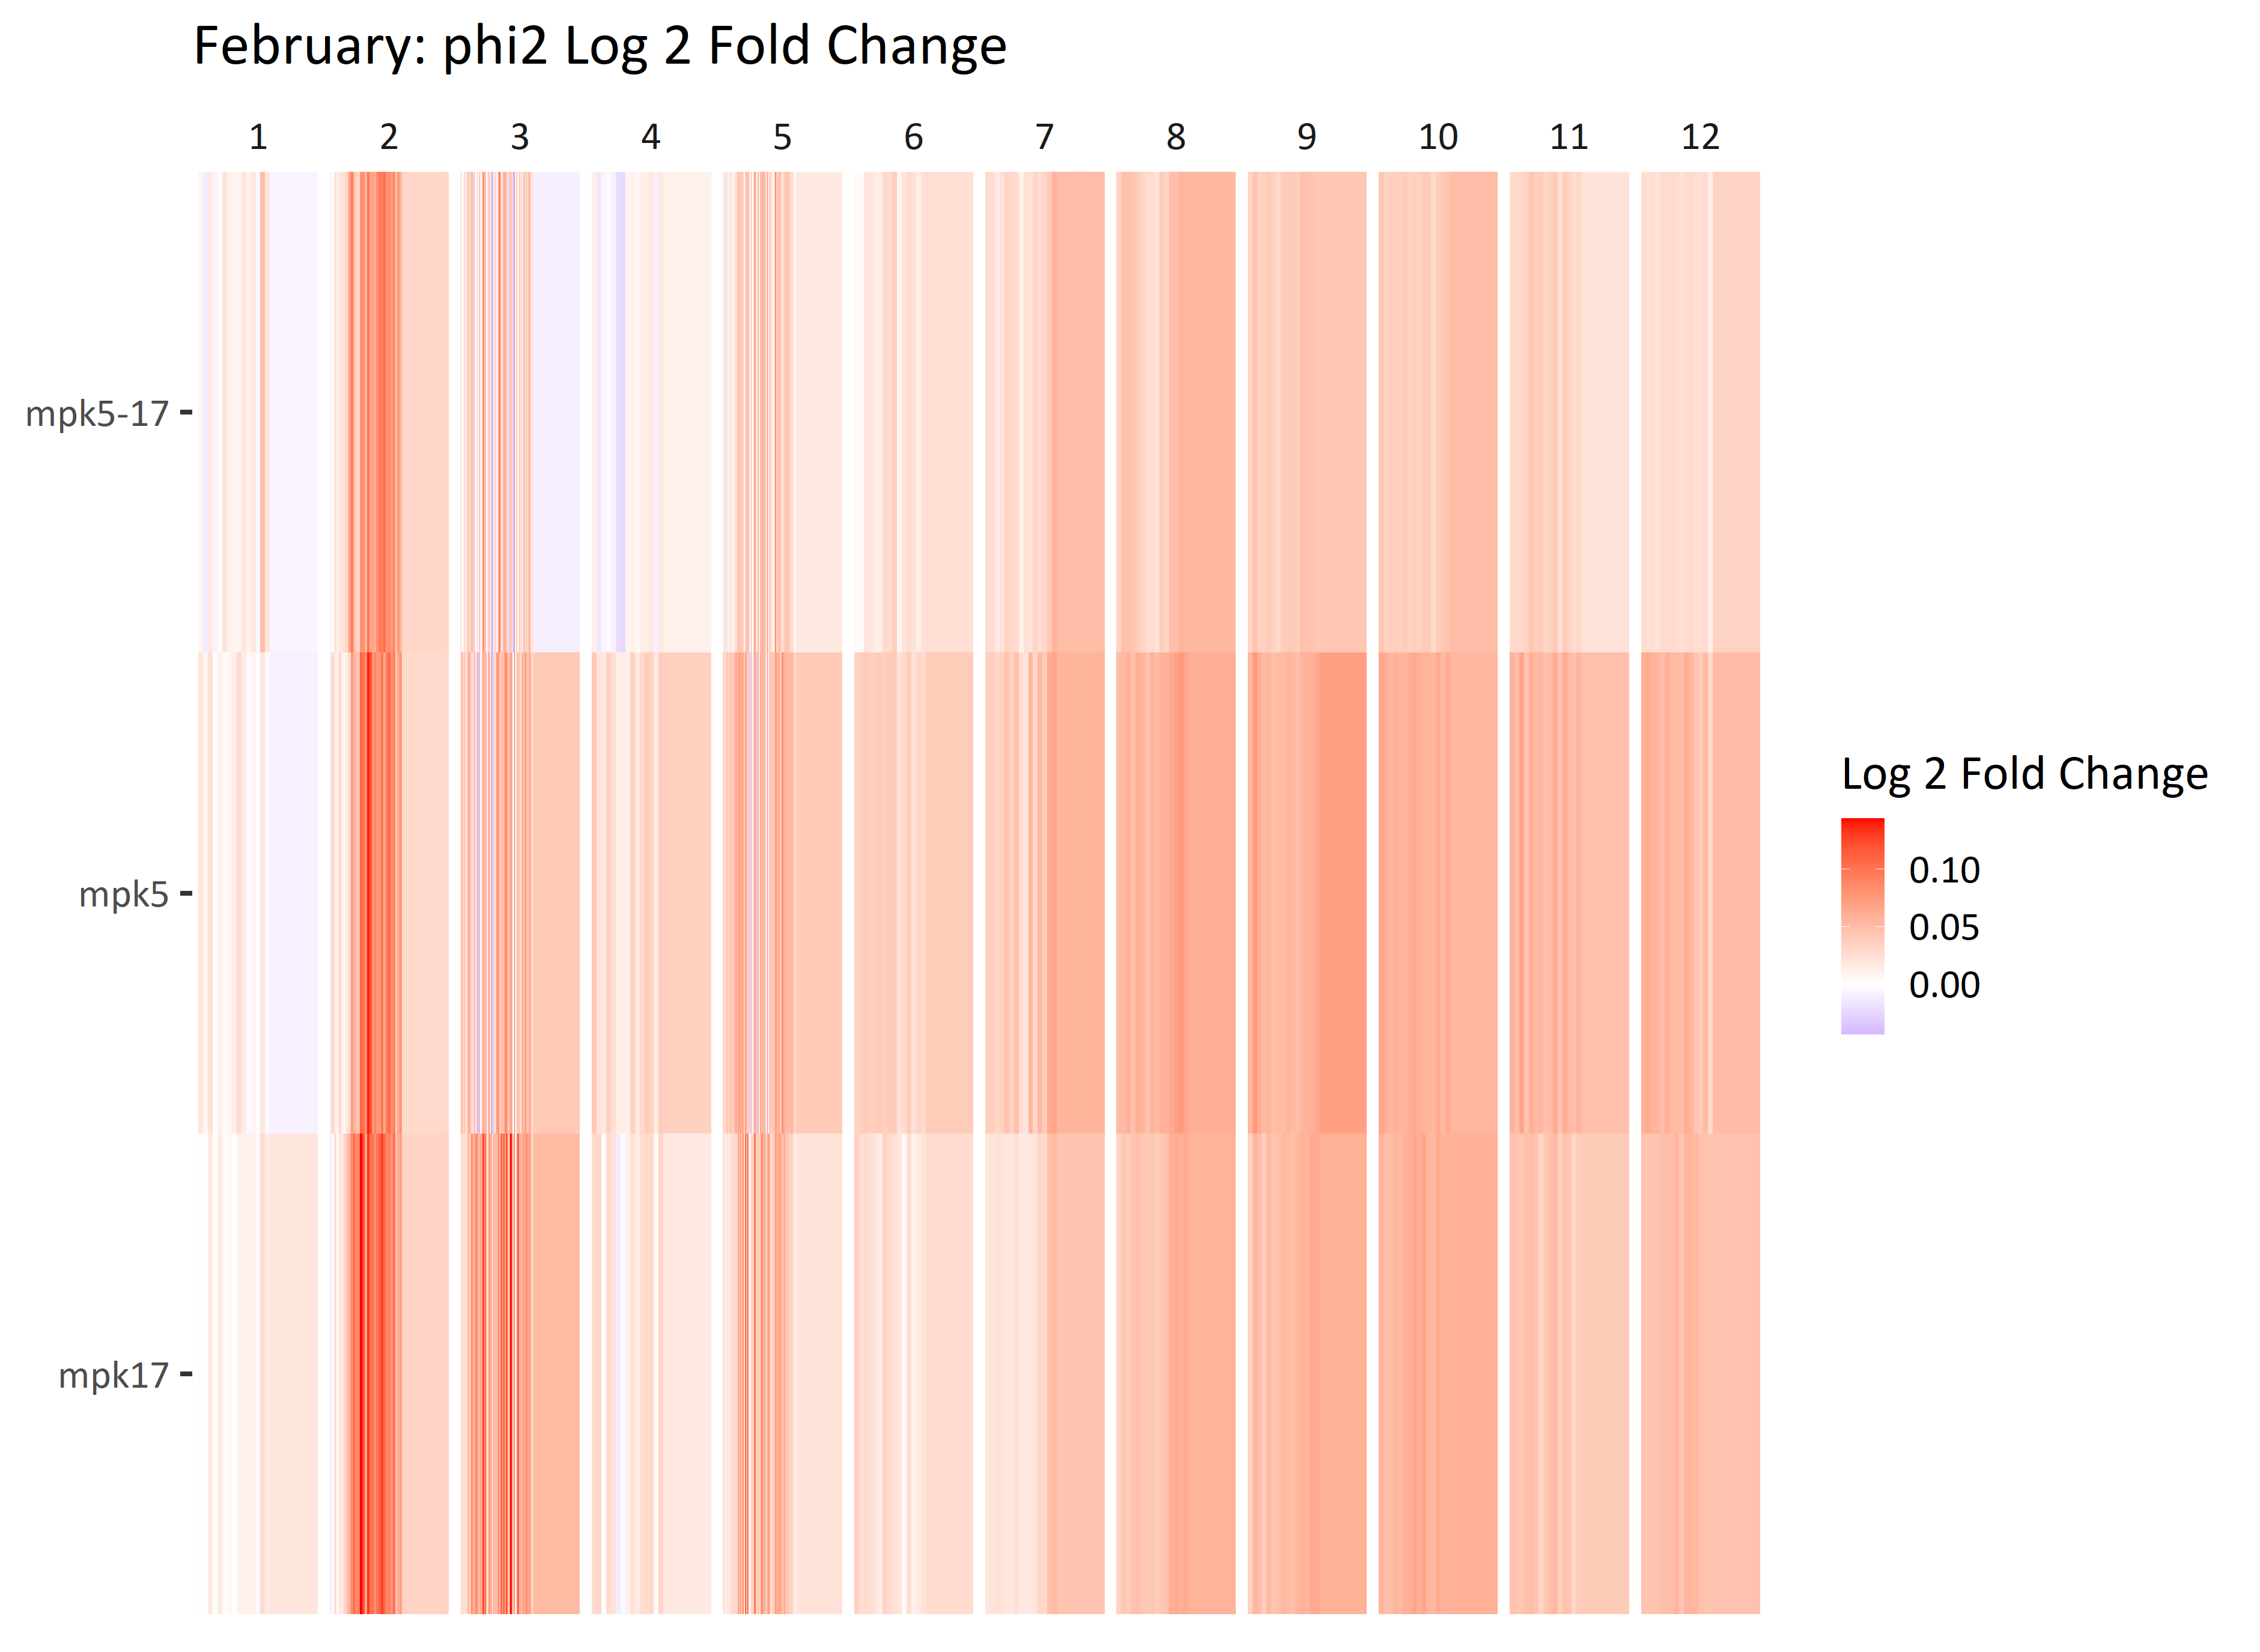 February: phi2 Log 2 Fold Change
1 2 3 4 5 6 7 8 9 10 11 12
mpk5-17
mpk5
mpk17
Log 2 Fold Change
0.10
0.05
0.00